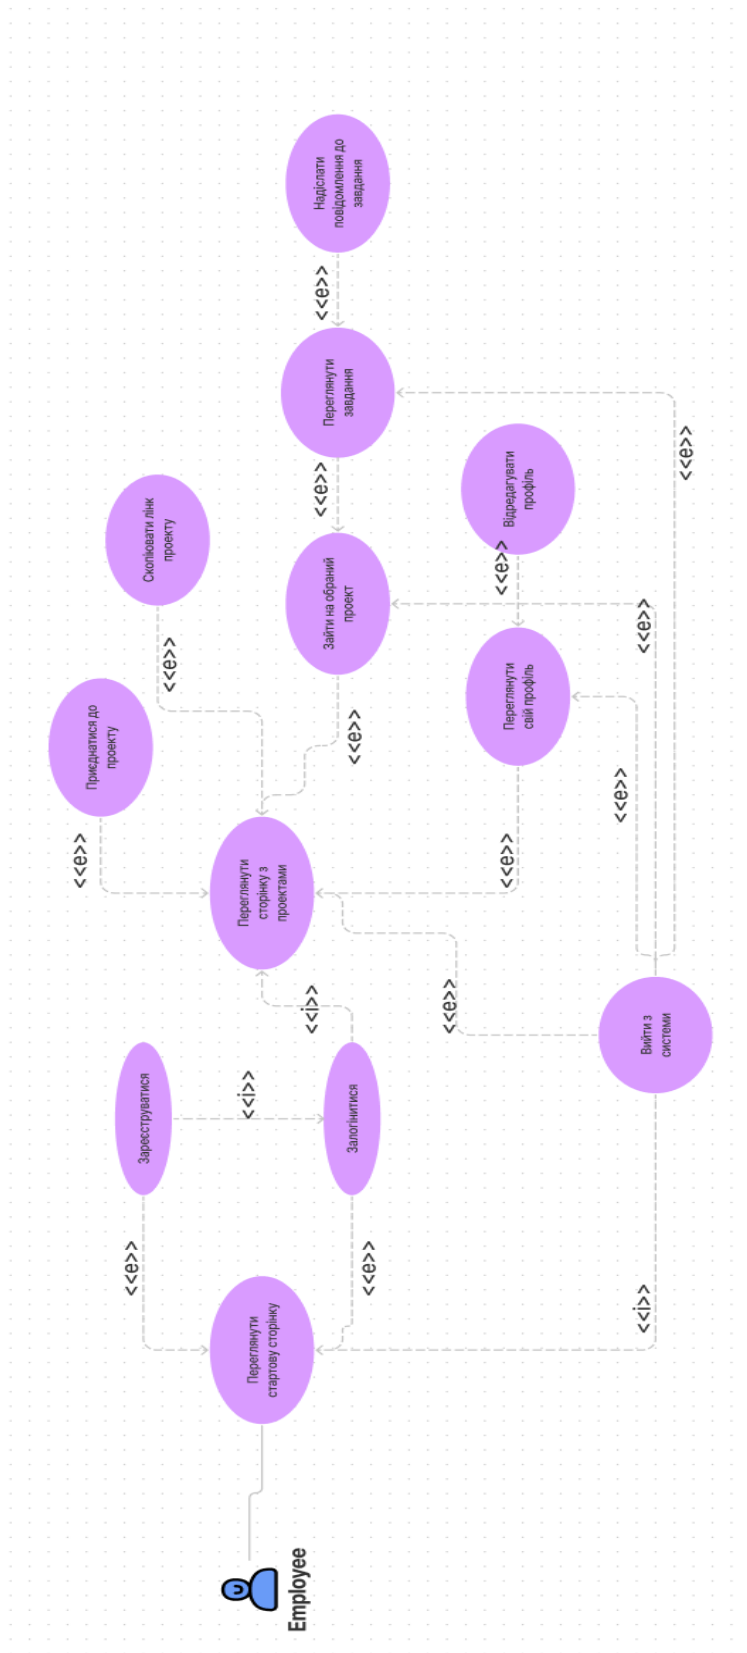 Employee
Переглянути
стартову сторінку
<<e>>
Зареєструватися
<<e>>
Залогінитися
<<i>>
<<i>>
Переглянути
сторінку з
проектами
<<e>>
Приєднатися до
проекту
<<e>>
Скопіювати лінк
проекту
<<e>>
Зайти на обраний
проект
<<e>>
Переглянути
завдання
<<e>>
Надіслати
повідомлення до
завдання
<<e>>
Переглянути
свій профіль
<<e>>
Відредагувати
профіль
<<i>>
Вийти з
системи
<<e>>
<<e>>
<<e>>
<<e>>